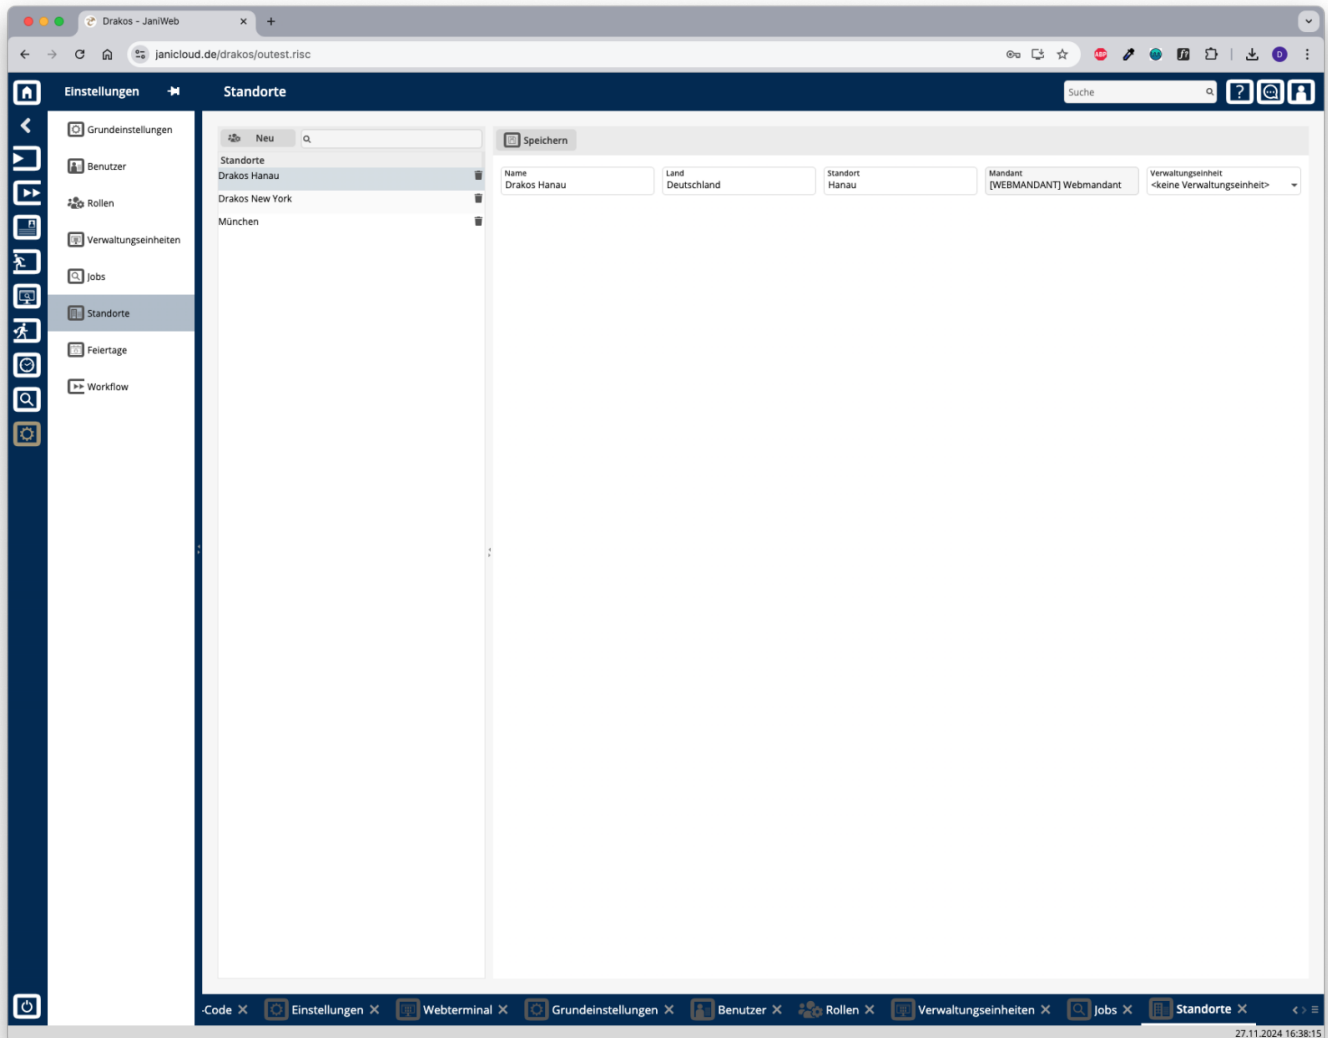 Drakos - JaniWeb
janicloud.de/drakos/outest.risc
ABP
D
Einstellungen
Standorte
Suche
?
Grundeinstellungen
Benutzer
Rollen
Verwaltungseinheiten
Jobs
Standorte
Feiertage
Workflow
Neu
Standorte
Drakos Hanau
Drakos New York
München
Speichern
Name
Drakos Hanau
Land
Deutschland
Standort
Hanau
Mandant
[WEBMANDANT] Webmandant
Verwaltungseinheit
<keine Verwaltungseinheit>
-Code Einstellungen Webterminal Grundeinstellungen Benutzer Rollen Verwaltungseinheiten Jobs Standorte
27.11.2024 16:38:15